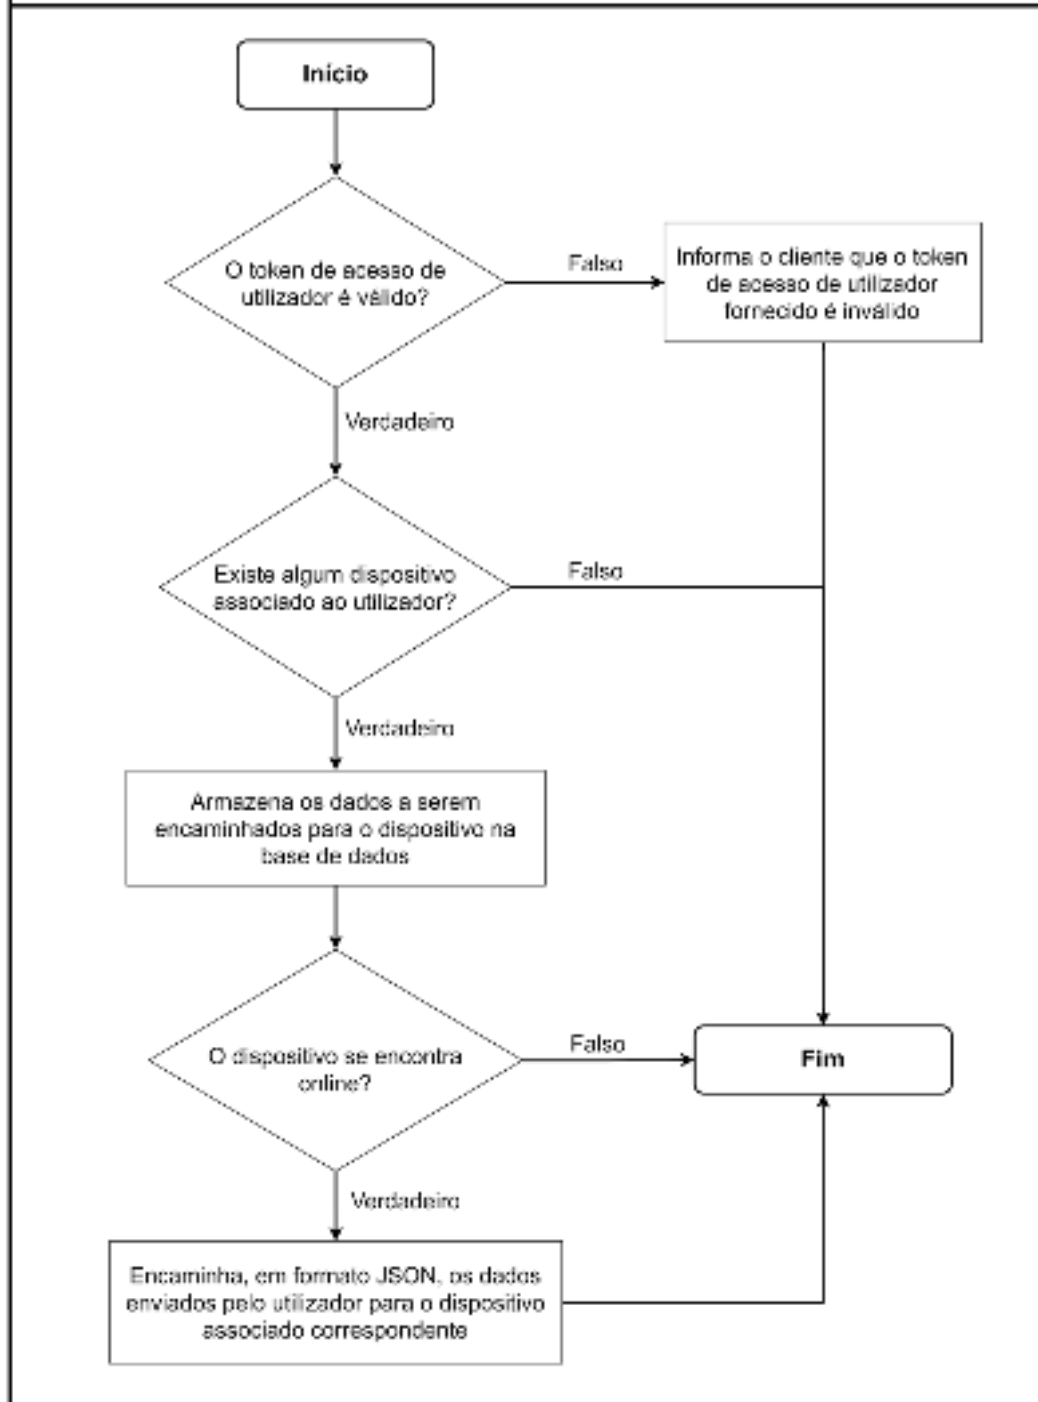 Início
O token de acesso de
utilizador é válido?
Falso
Informa o cliente que o token
de acesso de utilizador
fornecido é inválido
Verdadeiro
Existe algum dispositivo
associado ao utilizador?
Falso
Verdadeiro
Armazena os dados a serem
encaminhados para o dispositivo na
base de dados
O dispositivo se encontra
online?
Falso
Fim
Verdadeiro
Encaminha, em formato JSON, os dados
enviados pelo utilizador para o dispositivo
associado correspondente